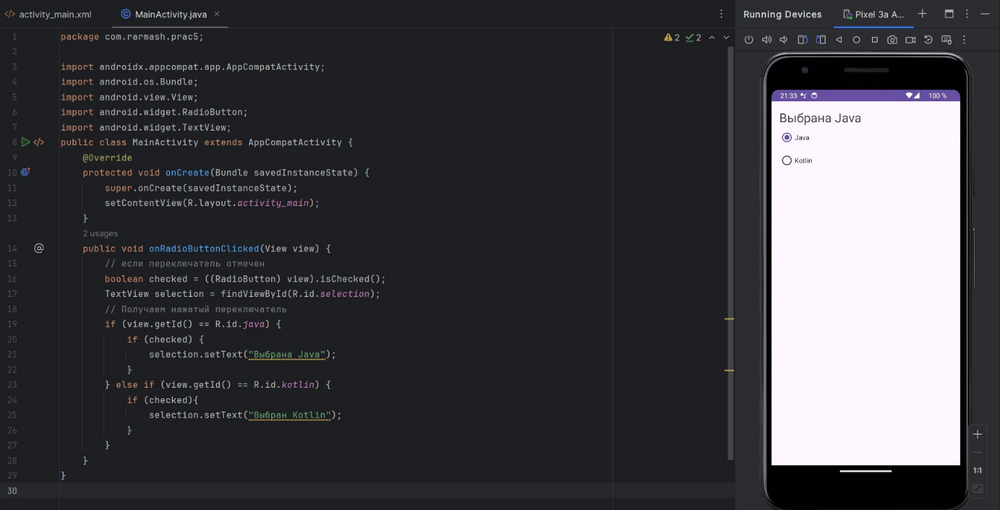 activity_main.xml
MainActivity.java
Running Devices
Pixel 3a A...
2 2
1 package com.rarmash.prac5;
2
3 import androidx.appcompat.app.AppCompatActivity;
4 import android.os.Bundle;
5 import android.view.View;
6 import android.widget.RadioButton;
7 import android.widget.TextView;
8 public class MainActivity extends AppCompatActivity {
9 @Override
10 protected void onCreate(Bundle savedInstanceState) {
11 super.onCreate(savedInstanceState);
12 setContentView(R.layout.activity_main);
13 }
2 usages
14 public void onRadioButtonClicked(View view) {
15 // если переключатель отмечен
16 boolean checked = ((RadioButton) view).isChecked();
17 TextView selection = findViewById(R.id.selection);
18 // Получаем нажатый переключатель
19 if (view.getId() == R.id.java) {
20 if (checked) {
21 selection.setText("Выбрана Java");
22 }
23 } else if (view.getId() == R.id.kotlin) {
24 if (checked){
25 selection.setText("Выбран Kotlin");
26 }
27 }
28 }
29 }
30
21:33 100 %
Выбрана Java
Java
Kotlin
1:1